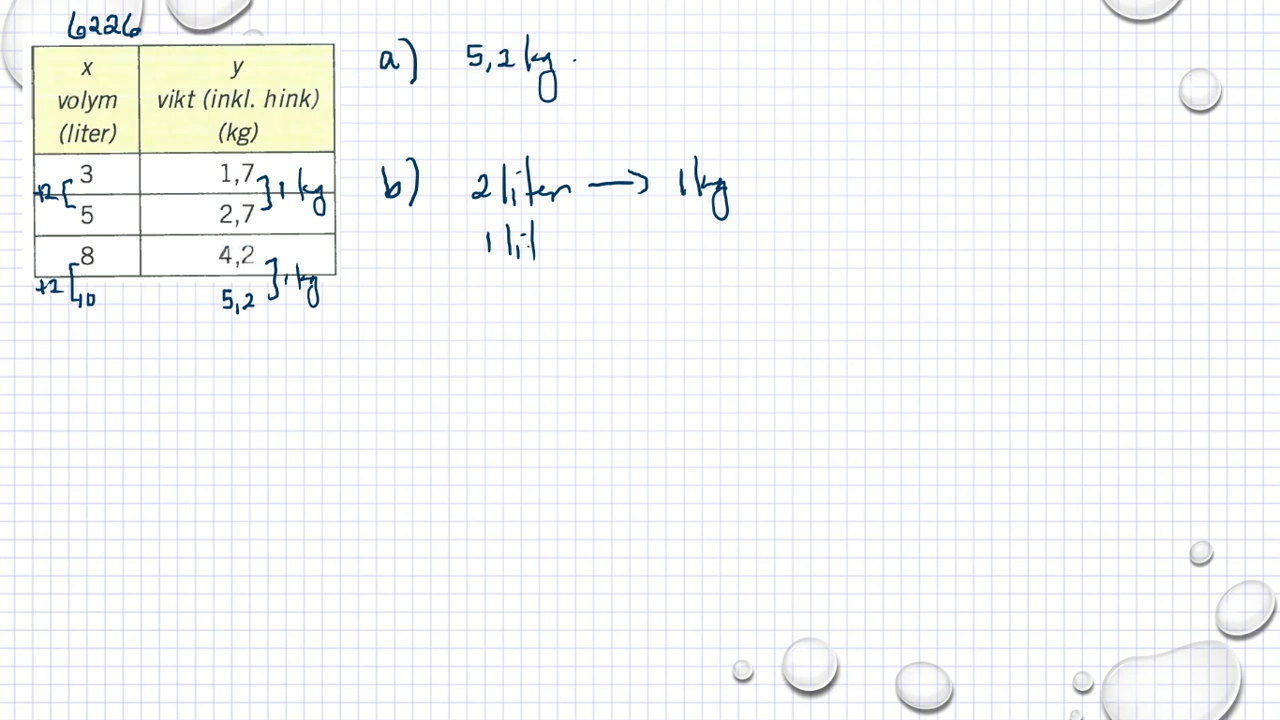 6226
x
volym
(liter)
y
vikt (inkl. hink)
(kg)
3 1,7
+2 1 kg
5 2,7
8 4,2
+2 1 kg
10 5,2
a) 5,2 kg.
b) 2 liter → 1 kg
1 lit